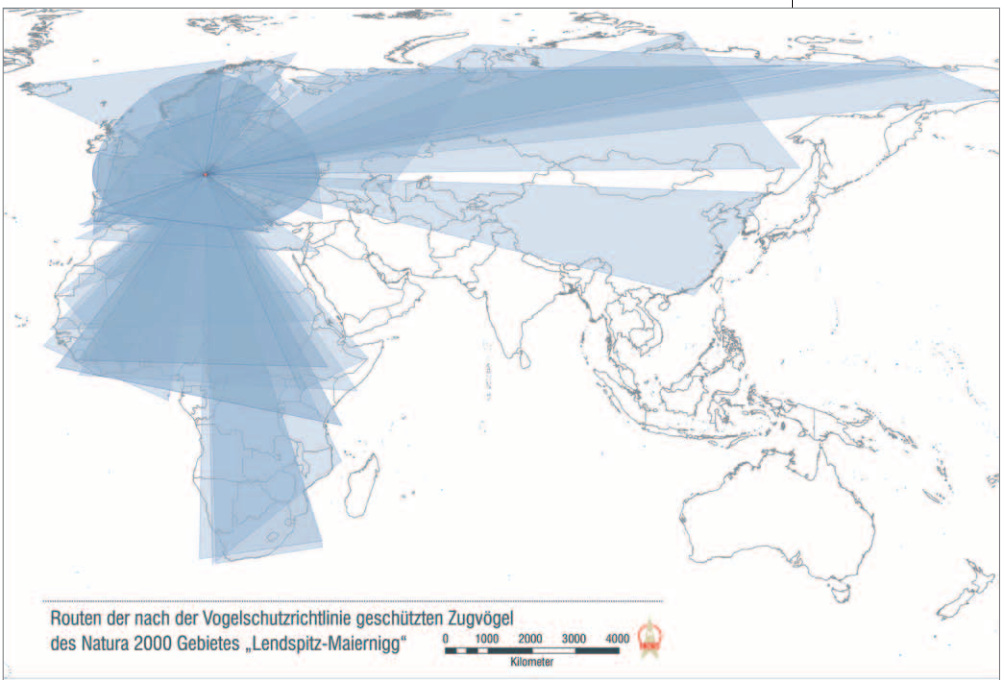 Routen der nach der Vogelschutzrichtlinie geschützten Zugvögel
des Natura 2000 Gebietes „Lendspitz-Maiernigg“
0 1000 2000 3000 4000
Kilometer